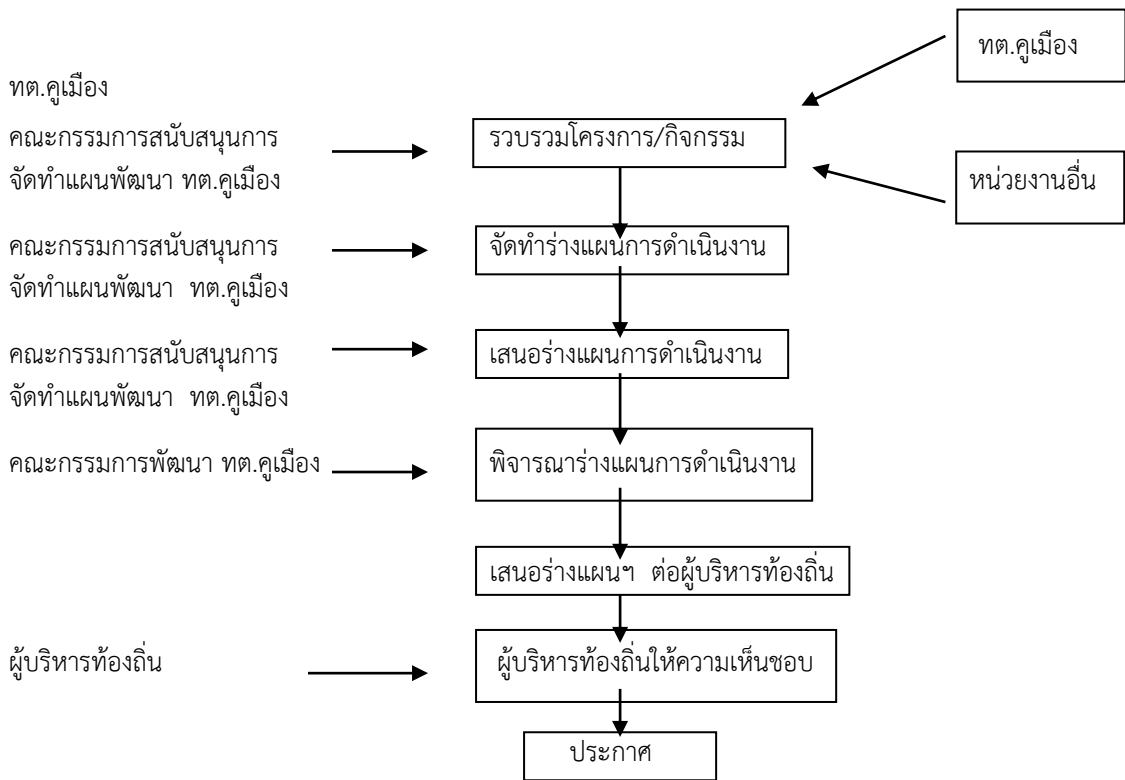 ทต.คูเมือง
ทต.คูเมือง
คณะกรรมการสนับสนุนการ
จัดทำแผนพัฒนา ทต.คูเมือง
รวบรวมโครงการ/กิจกรรม
หน่วยงานอื่น
คณะกรรมการสนับสนุนการ
จัดทำแผนพัฒนา ทต.คูเมือง
จัดทำร่างแผนการดำเนินงาน
คณะกรรมการสนับสนุนการ
จัดทำแผนพัฒนา ทต.คูเมือง
เสนอร่างแผนการดำเนินงาน
คณะกรรมการพัฒนา ทต.คูเมือง
พิจารณาร่างแผนการดำเนินงาน
เสนอร่างแผนฯ ต่อผู้บริหารท้องถิ่น
ผู้บริหารท้องถิ่น
ผู้บริหารท้องถิ่นให้ความเห็นชอบ
ประกาศ